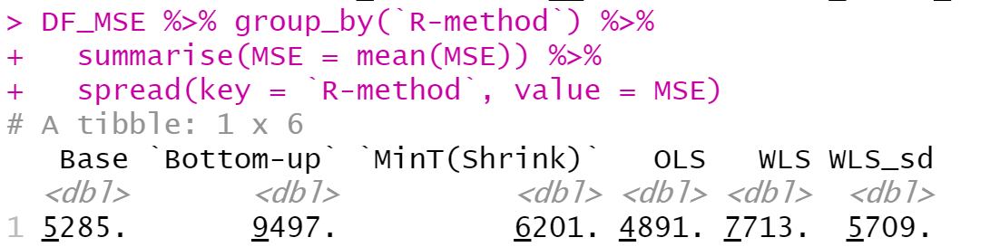 > DF_MSE %>% group_by(`R-method`) %>%
+   summarise(MSE = mean(MSE)) %>%
+   spread(key = `R-method`, value = MSE)
# A tibble: 1 x 6
   Base `Bottom-up` `MinT(Shrink)`   OLS   WLS WLS_sd
  <dbl>       <dbl>          <dbl> <dbl> <dbl>  <dbl>
1 5285.       9497.          6201. 4891. 7713.  5709.